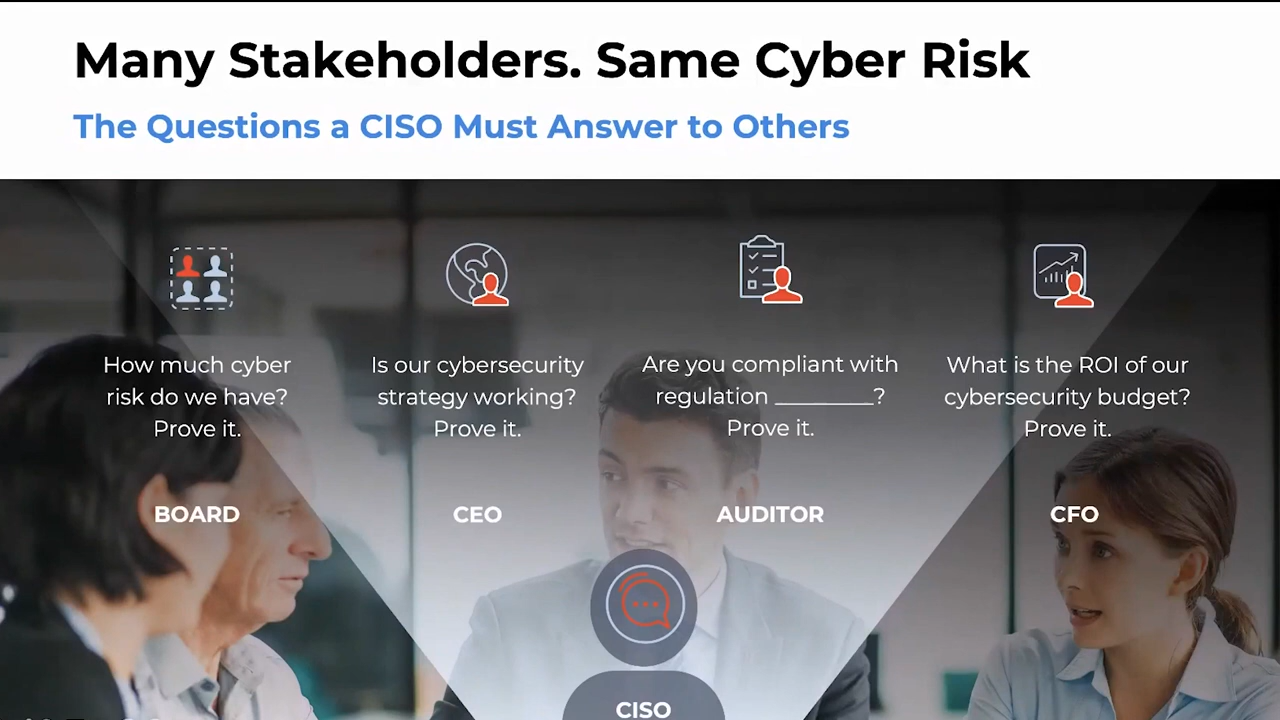 Many Stakeholders. Same Cyber Risk
The Questions a CISO Must Answer to Others
How much cyber
risk do we have?
Prove it.
BOARD
Is our cybersecurity
strategy working?
Prove it.
CEO
Are you compliant with
regulation _________?
Prove it.
AUDITOR
What is the ROI of our
cybersecurity budget?
Prove it.
CFO
CISO